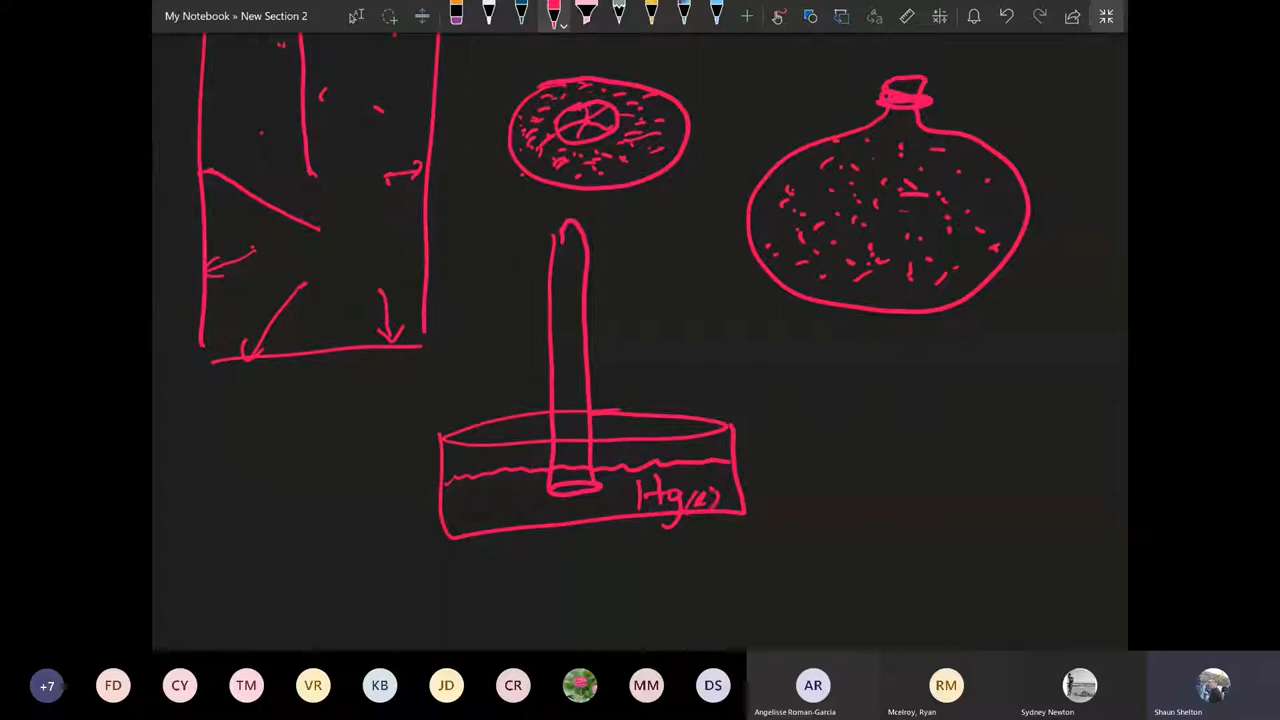 My Notebook » New Section 2
Hg(l)
+7
FD
CY
TM
VR
KB
JD
CR
MM
DS
AR
RM
Angelisse Roman-Garcia
Mcelroy, Ryan
Sydney Newton
Shaun Shelton